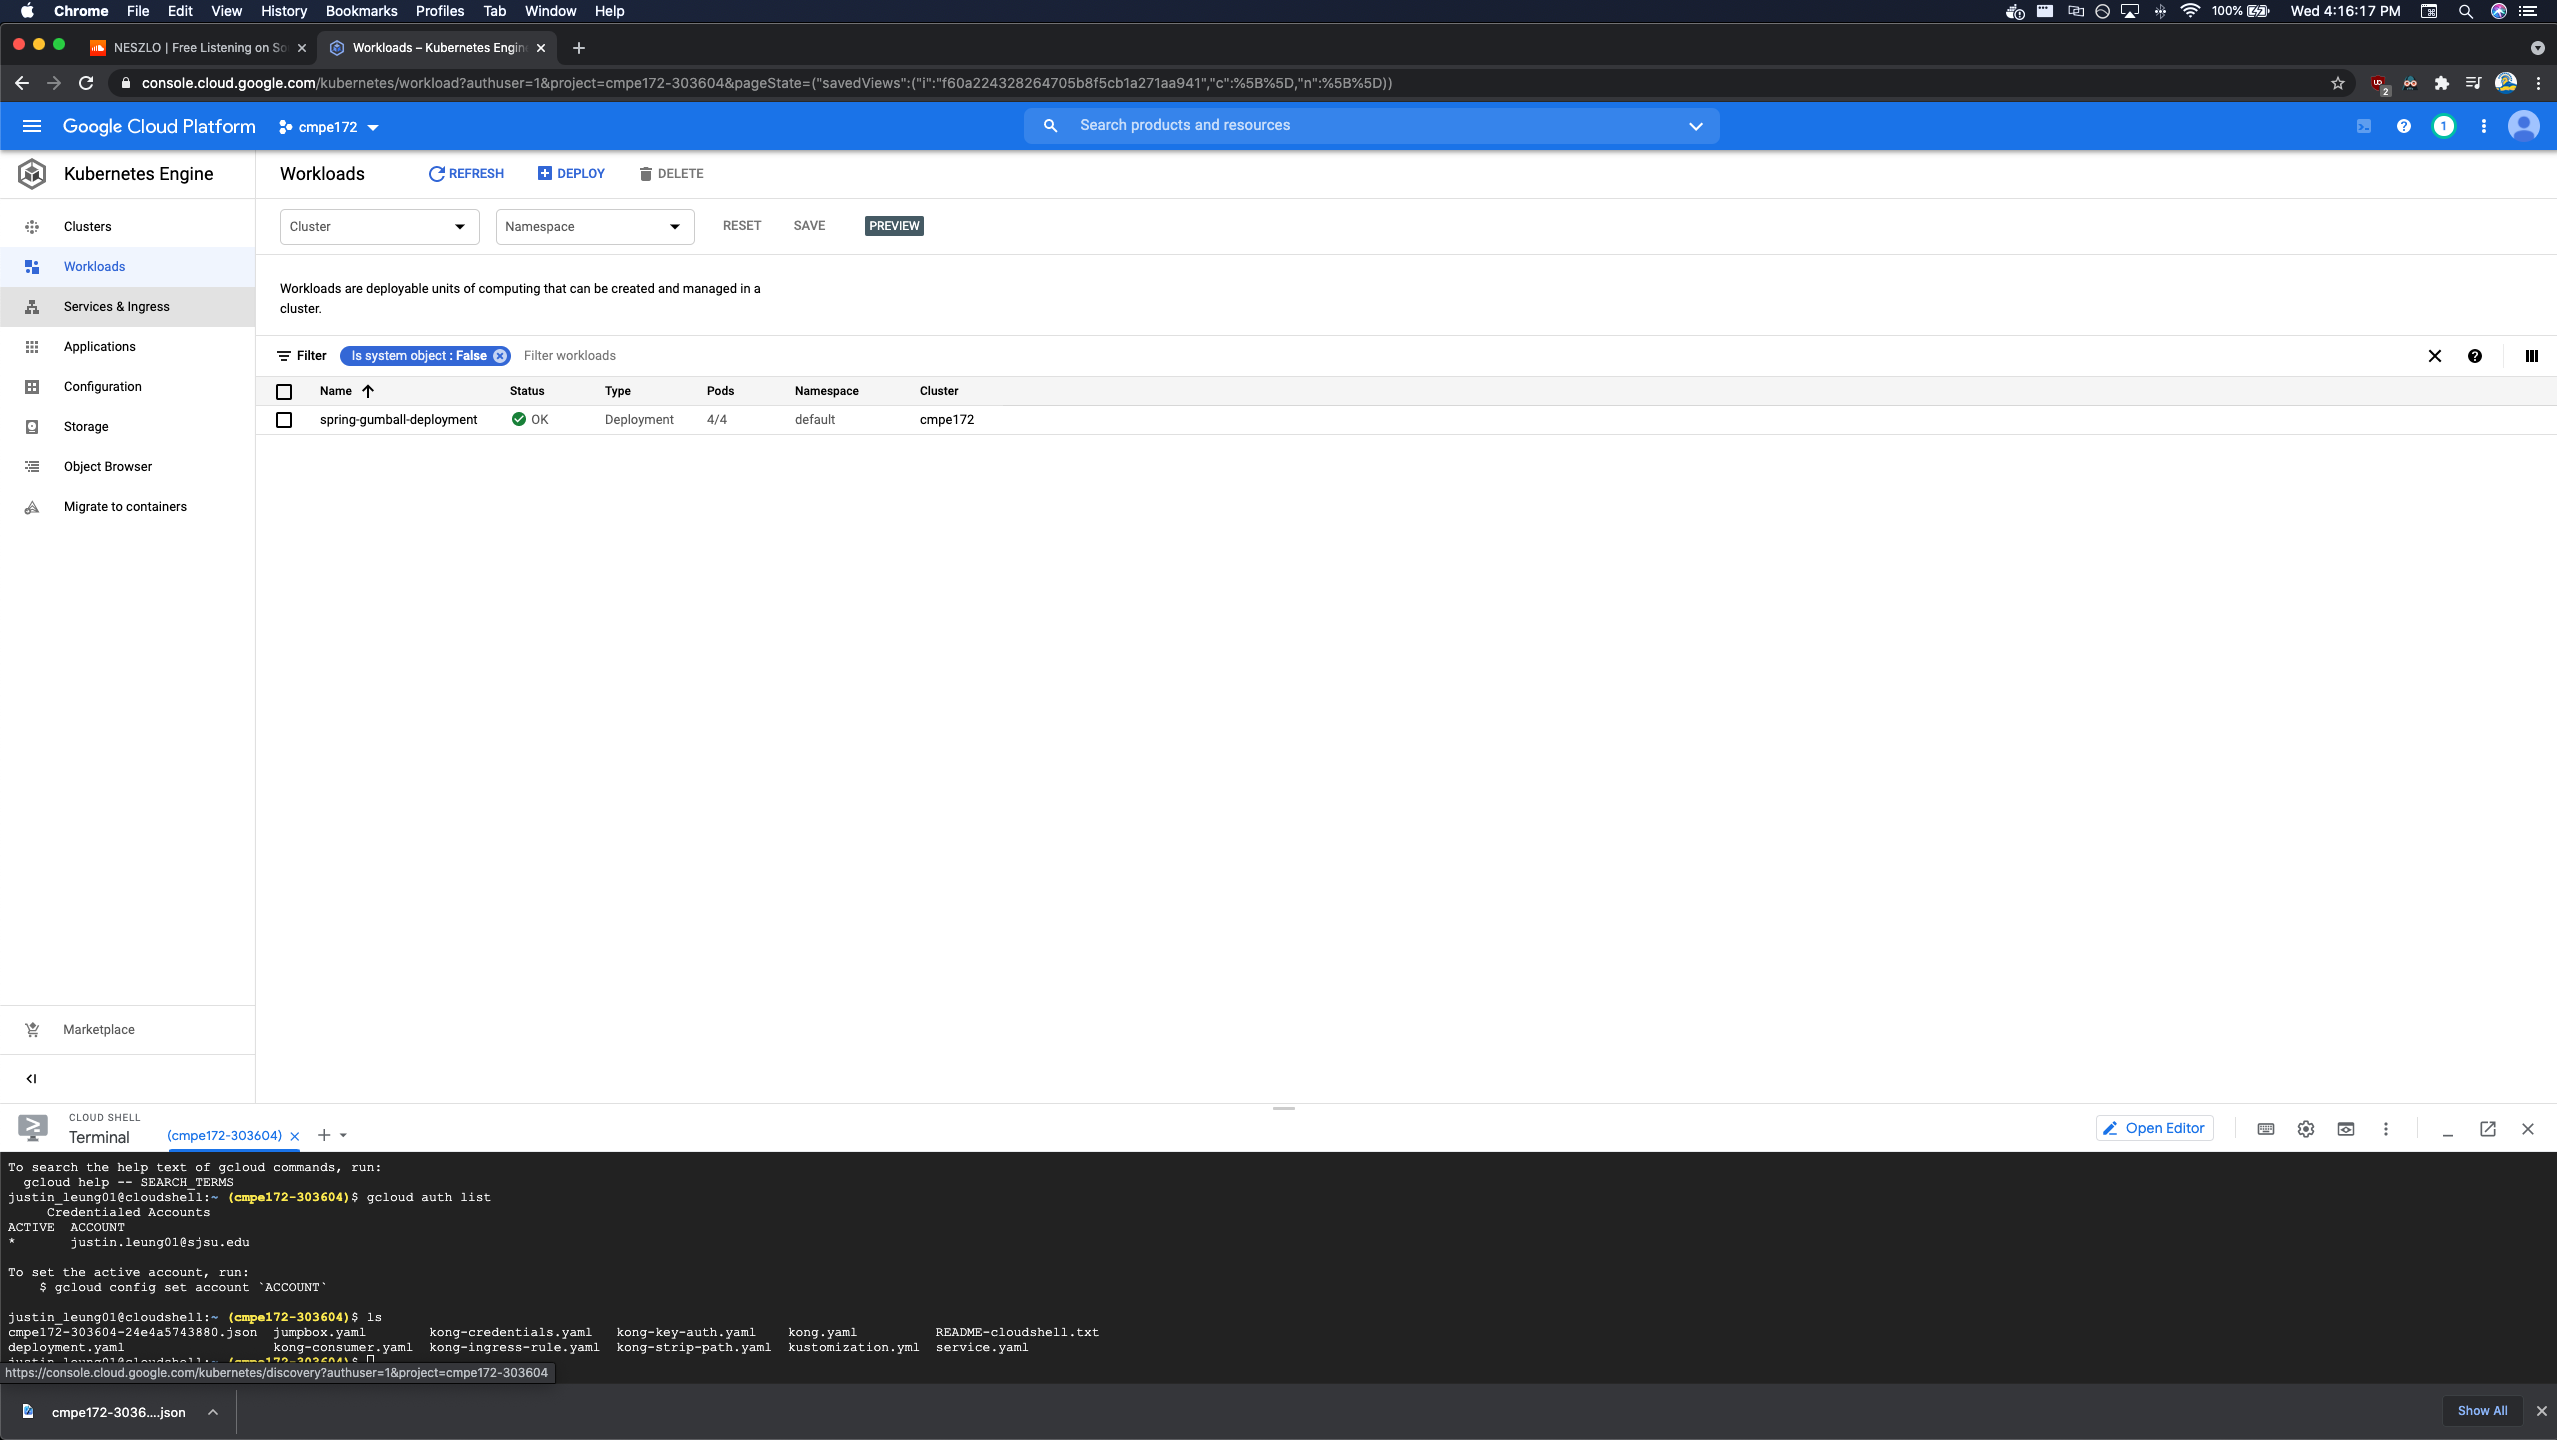 Chrome File Edit View History Bookmarks Profiles Tab Window Help 100% Wed 4:16:17 PM
NESZLO | Free Listening on So Workloads – Kubernetes Engin
console.cloud.google.com/kubernetes/workload?authuser=1&project=cmpe172-303604&pageState=("savedViews":("i":"f60a224328264705b8f5cb1a271aa941","c":%5B%5D,"n":%5B%5D)) 2
Google Cloud Platform cmpe172 Search products and resources 1
Kubernetes Engine Workloads REFRESH DEPLOY DELETE
Clusters
Workloads
Services & Ingress
Applications
Configuration
Storage
Object Browser
Migrate to containers
Marketplace
Cluster Namespace RESET SAVE PREVIEW
Workloads are deployable units of computing that can be created and managed in a
cluster.
Filter Is system object : False Filter workloads
Name Status Type Pods Namespace Cluster
spring-gumball-deployment OK Deployment 4/4 default cmpe172
CLOUD SHELL
Terminal (cmpe172-303604) Open Editor
To search the help text of gcloud commands, run:
gcloud help -- SEARCH_TERMS
justin_leung01@cloudshell:~ (cmpe172-303604)$ gcloud auth list
Credentialed Accounts
ACTIVE ACCOUNT
* justin.leung01@sjsu.edu
To set the active account, run:
$ gcloud config set account `ACCOUNT`
justin_leung01@cloudshell:~ (cmpe172-303604)$ ls
cmpe172-303604-24e4a5743880.json jumpbox.yaml kong-credentials.yaml kong-key-auth.yaml kong.yaml README-cloudshell.txt
deployment.yaml kong-consumer.yaml kong-ingress-rule.yaml kong-strip-path.yaml kustomization.yml service.yaml
justin_leung01@cloudshell:~ (cmpe172-303604)$
https://console.cloud.google.com/kubernetes/discovery?authuser=1&project=cmpe172-303604
cmpe172-3036....json Show All